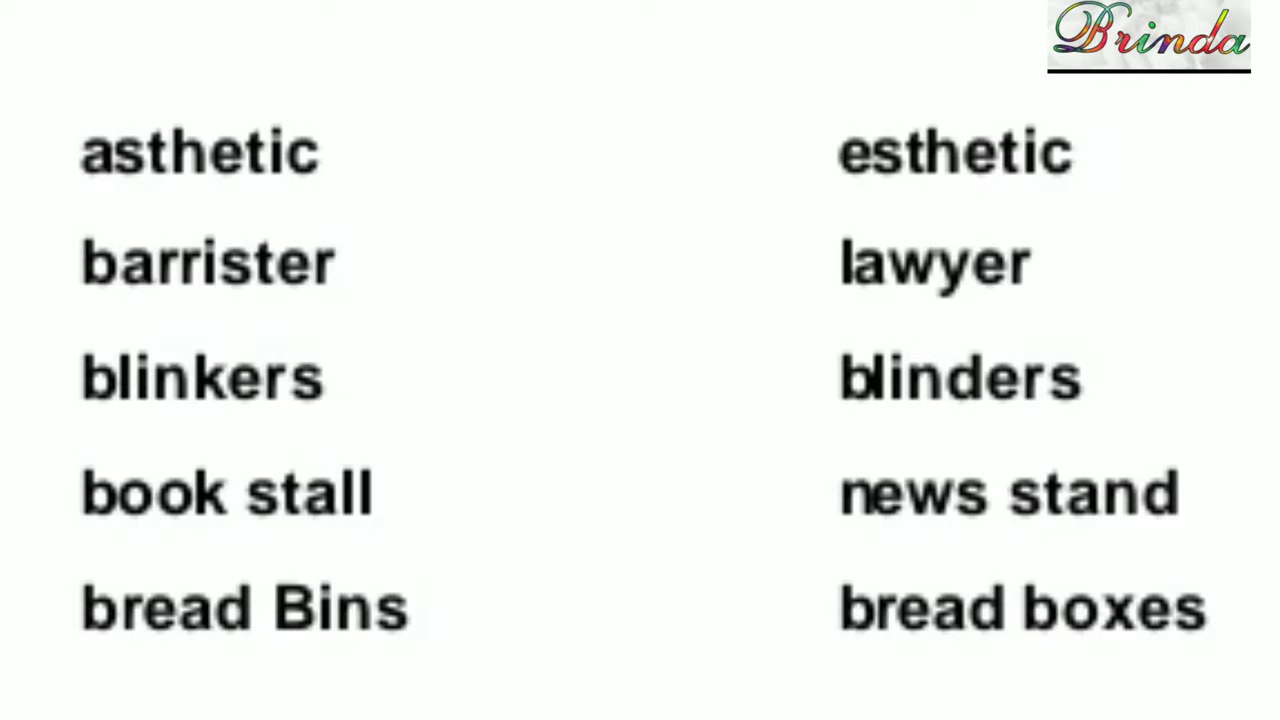 Brinda
asthetic esthetic
barrister lawyer
blinkers blinders
book stall news stand
bread Bins bread boxes